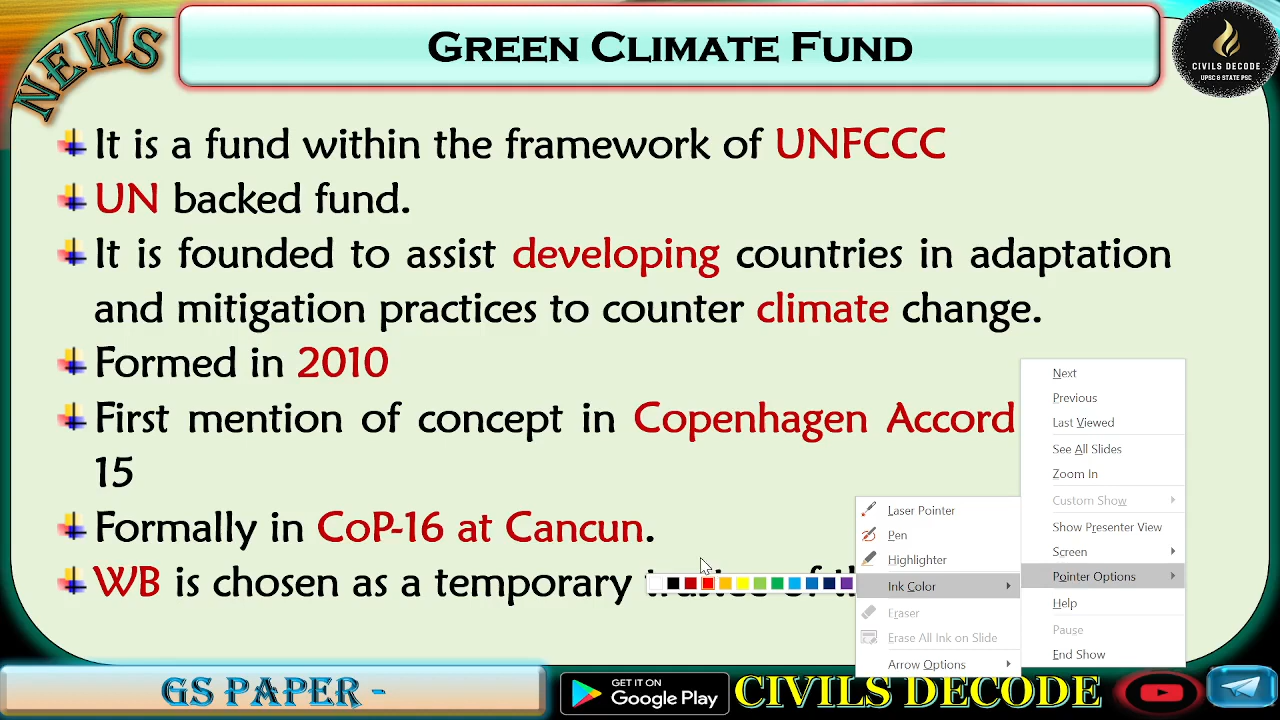 NEWS
GREEN CLIMATE FUND
CIVILS DECODE
UPSC & STATE PSC
It is a fund within the framework of UNFCCC
UN backed fund.
It is founded to assist developing countries in adaptation
and mitigation practices to counter climate change.
Formed in 2010
First mention of concept in Copenhagen Accord
15
Formally in CoP-16 at Cancun.
WB is chosen as a temporary of
Next
Previous
Last Viewed
See All Slides
Zoom In
Custom Show
Show Presenter View
Screen
Pointer Options
Help
Pause
End Show
Laser Pointer
Pen
Highlighter
Ink Color
Eraser
Erase All Ink on Slide
Arrow Options
GS PAPER -
GET IT ON
Google Play
CIVILS DECODE